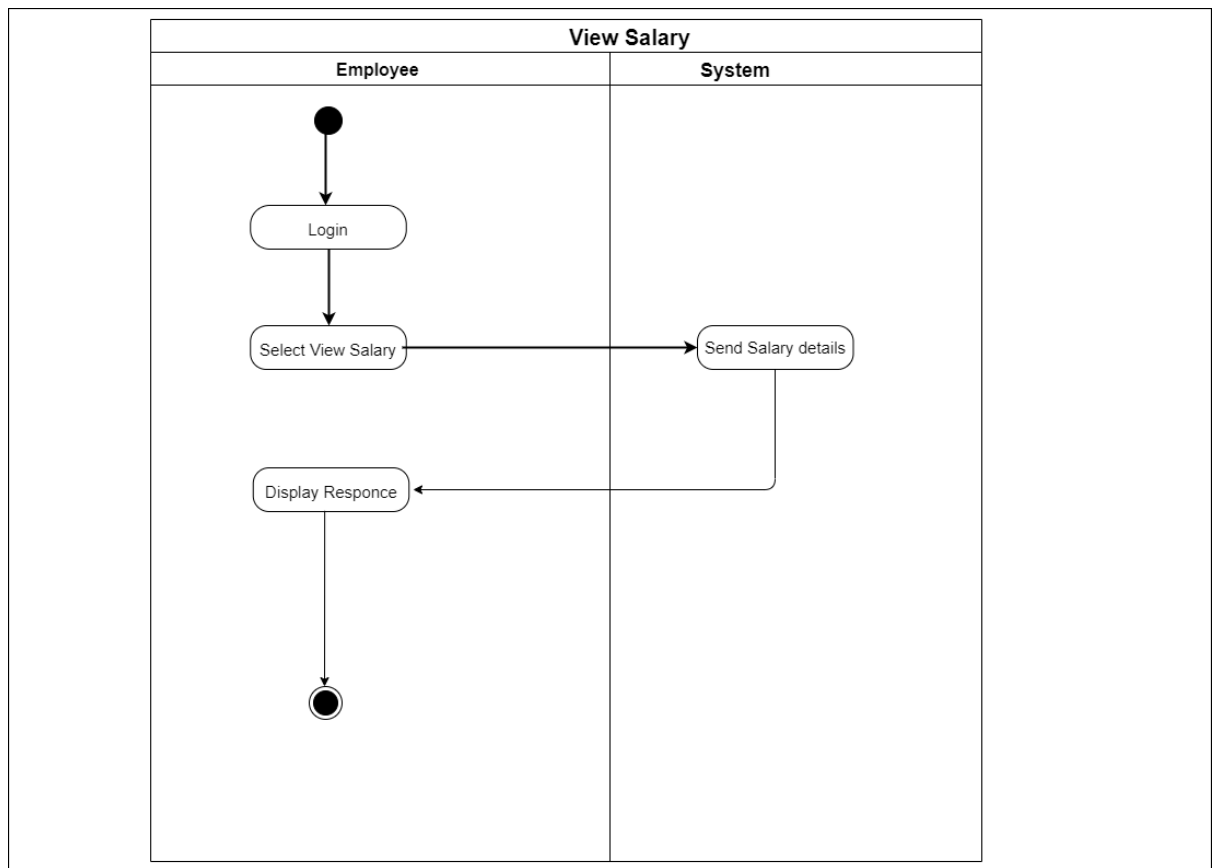 View Salary
Employee
System
Login
Select View Salary
Send Salary details
Display Responce